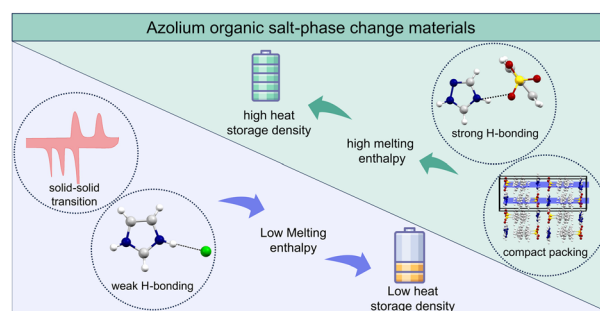 Azolium organic salt-phase change materials
high heat
storage density
strong H-bonding
high melting
enthalpy
compact packing
solid-solid
transition
weak H-bonding
Low Melting
enthalpy
Low heat
storage density